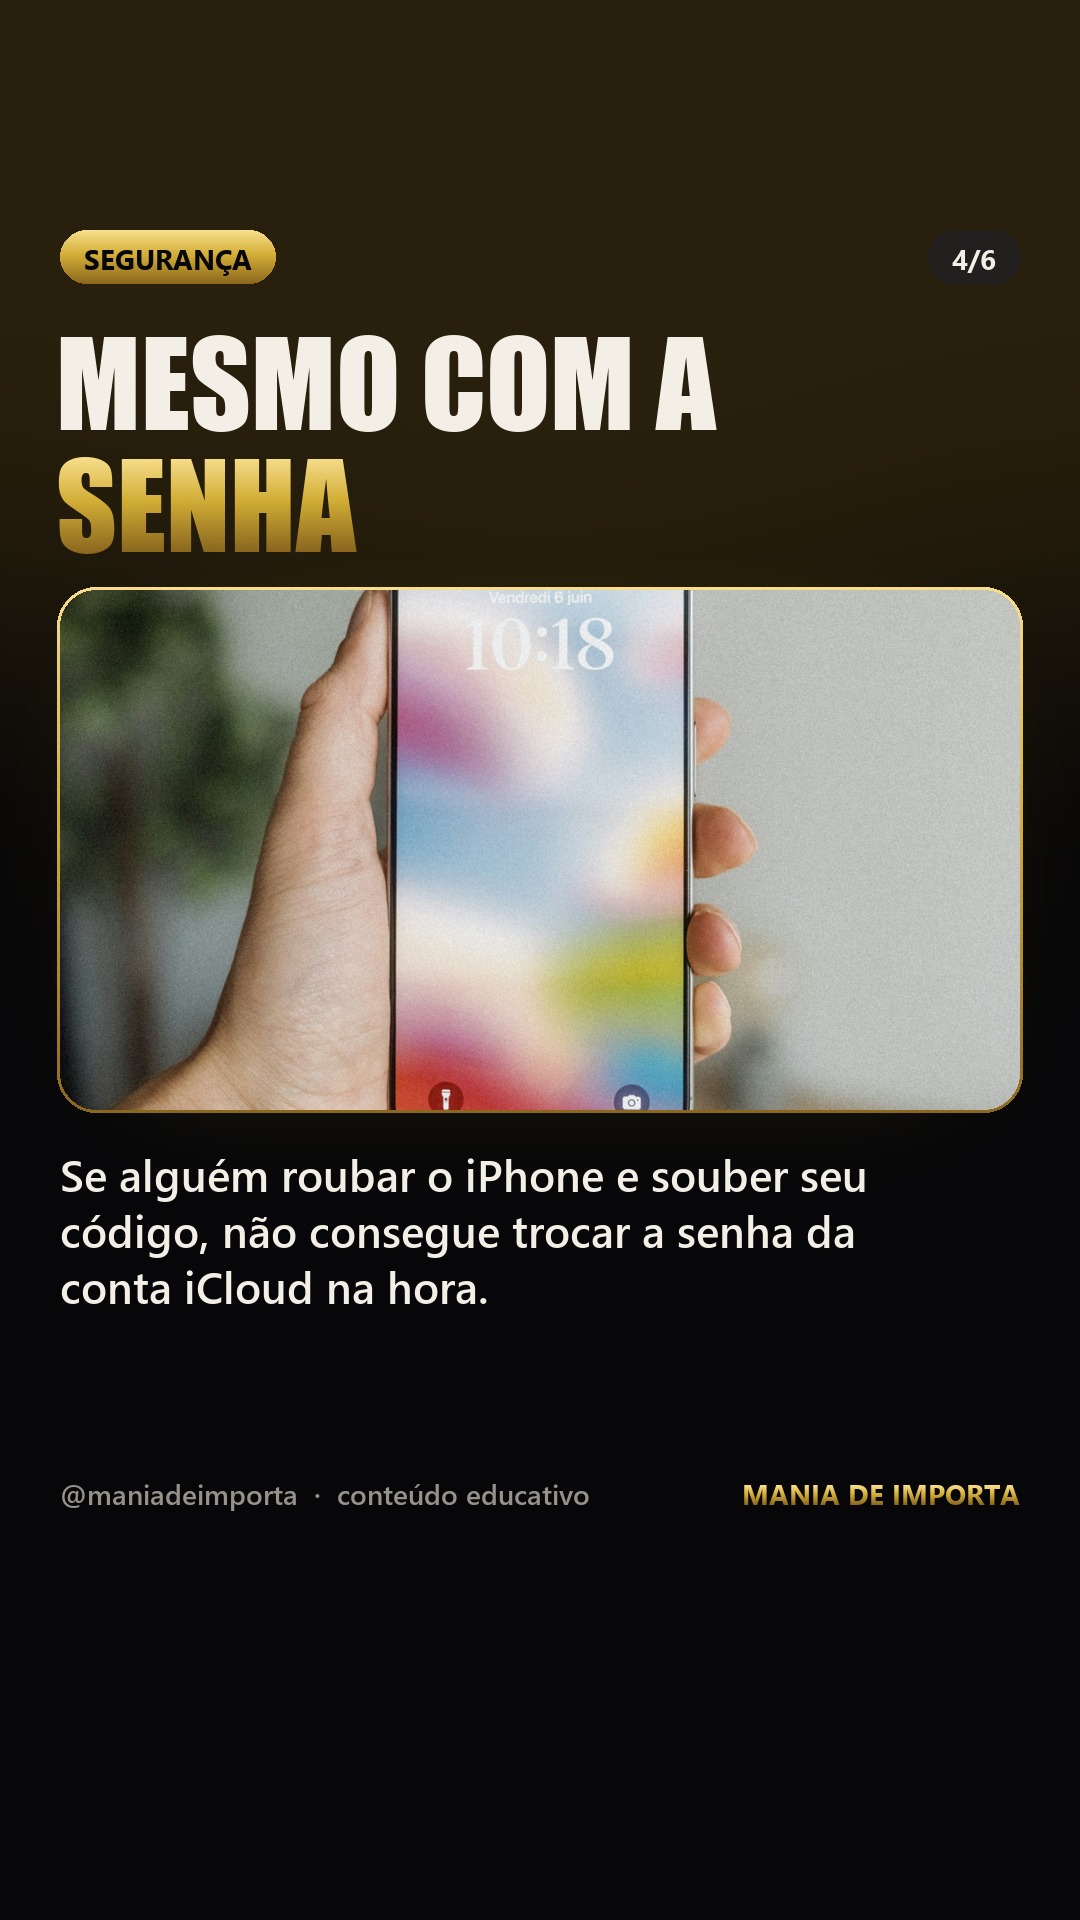 SEGURANÇA
4/6
MESMO COM A
SENHA
Vendredi 6 juin
10:18
Se alguém roubar o iPhone e souber seu
código, não consegue trocar a senha da
conta iCloud na hora.
@maniadeimporta · conteúdo educativo
MANIA DE IMPORTA